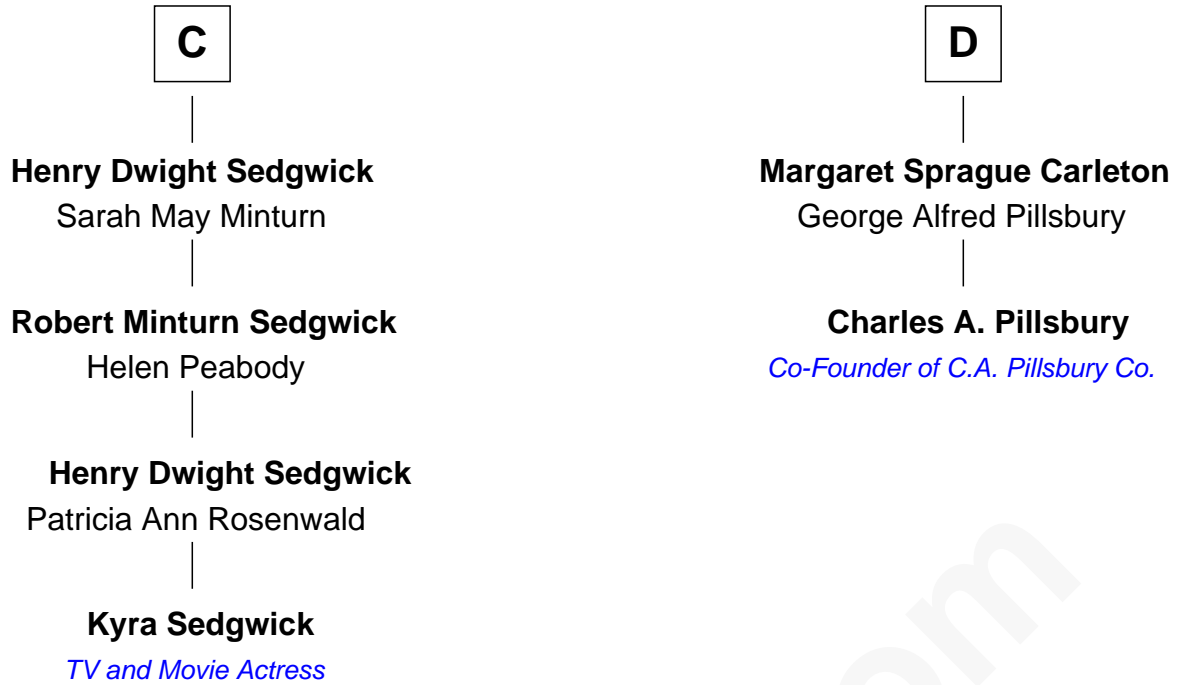 C
Henry Dwight Sedgwick
Sarah May Minturn
Robert Minturn Sedgwick
Helen Peabody
Henry Dwight Sedgwick
Patricia Ann Rosenwald
Kyra Sedgwick
TV and Movie Actress
D
Margaret Sprague Carleton
George Alfred Pillsbury
Charles A. Pillsbury
Co-Founder of C.A. Pillsbury Co.
om